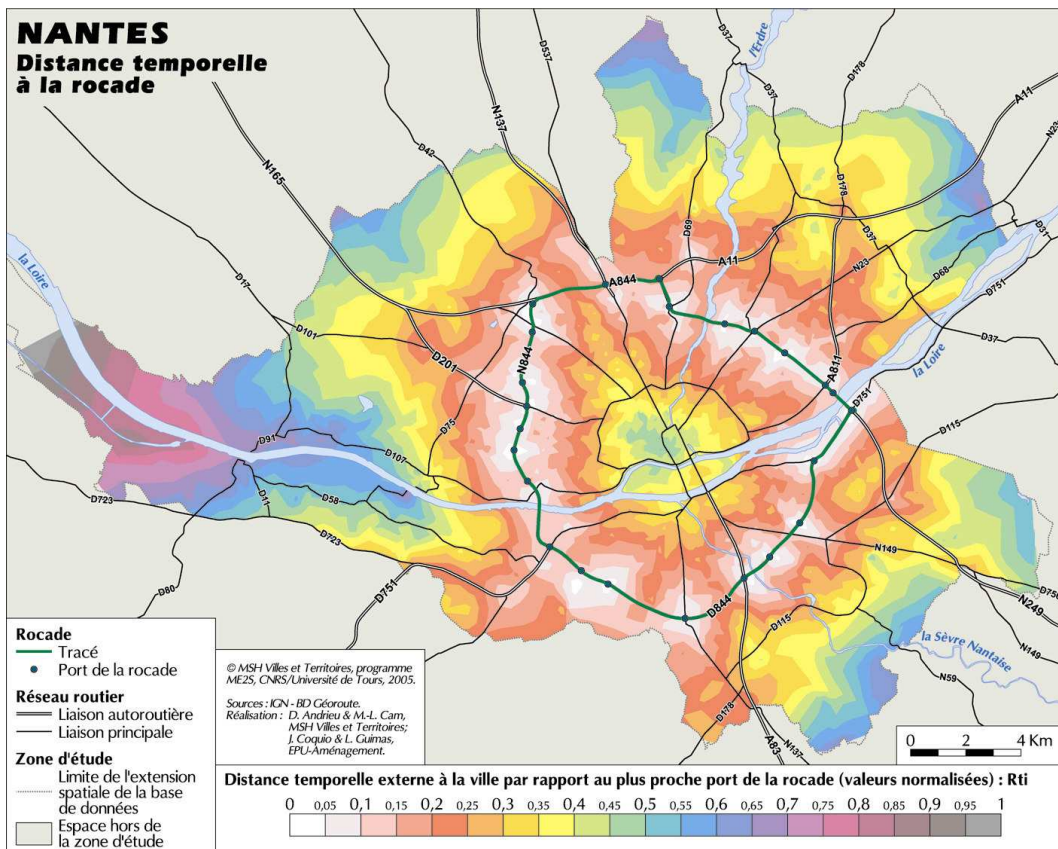 NANTES
Distance temporelle
à la rocade
D37
l'Erdre
D178
D537
N137
D37
A11
N23
D42
N165
D178
D31
D69
D37
la Loire
A11
N23
D17
A844
D68
D751
D101
D37
la Loire
D201
N844
A811
D751
D75
D115
D91
D107
D723
D58
D11
N149
D723
D751
D750
D80
D844
N249
D115
N149
la Sèvre Nantaise
N59
D178
A83
N137
Rocade
Tracé
Port de la rocade
Réseau routier
Liaison autoroutière
Liaison principale
Zone d'étude
Limite de l'extension
spatiale de la base
de données
Espace hors de
la zone d'étude
© MSH Villes et Territoires, programme
ME2S, CNRS/Université de Tours, 2005.
Sources : IGN - BD Géoroute.
Réalisation : D. Andrieu & M.-L. Cam,
MSH Villes et Territoires;
J. Coquio & L. Guimas,
EPU-Aménagement.
0 2 4 Km
Distance temporelle externe à la ville par rapport au plus proche port de la rocade (valeurs normalisées) : Rti
0 0,05 0,1 0,15 0,2 0,25 0,3 0,35 0,4 0,45 0,5 0,55 0,6 0,65 0,7 0,75 0,8 0,85 0,9 0,95 1